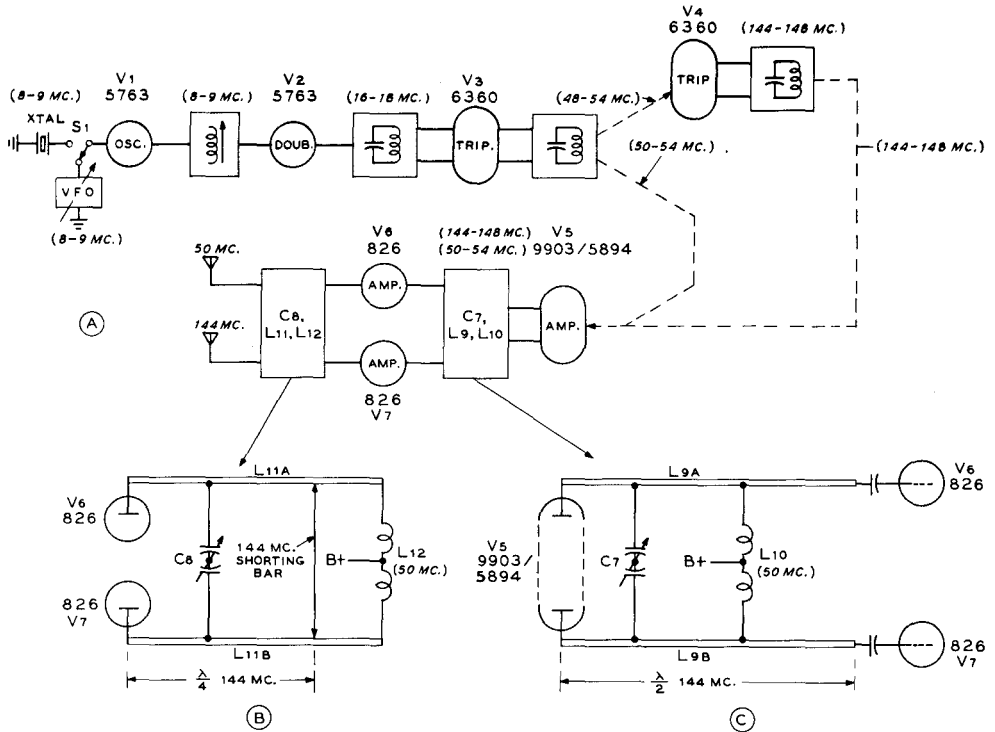 V4
6360
(144-148 MC.)
TRIP
V1
5763
V2
5763
V3
6360
(8-9 MC.)
XTAL
S1
OSC.
(8-9 MC.)
DOUB.
(16-18 MC.)
TRIP.
(48-54 MC.)
(50-54 MC.)
(144-148 MC.)
VFO
(8-9 MC.)
50 MC.
144 MC.
A
C8,
L11, L12
V6
826
AMP.
AMP.
826
V7
(144-148 MC.)
(50-54 MC.)
C7,
L9, L10
V5
9903/5894
AMP.
L11A
V6
826
826
V7
C8
144 MC.
SHORTING
BAR
B+
L12
(50 MC.)
L11B
λ/4 144 MC.
B
L9A
V6
826
V5
9903/
5894
C7
B+
L10
(50 MC.)
L9B
826
V7
λ/2 144 MC.
C